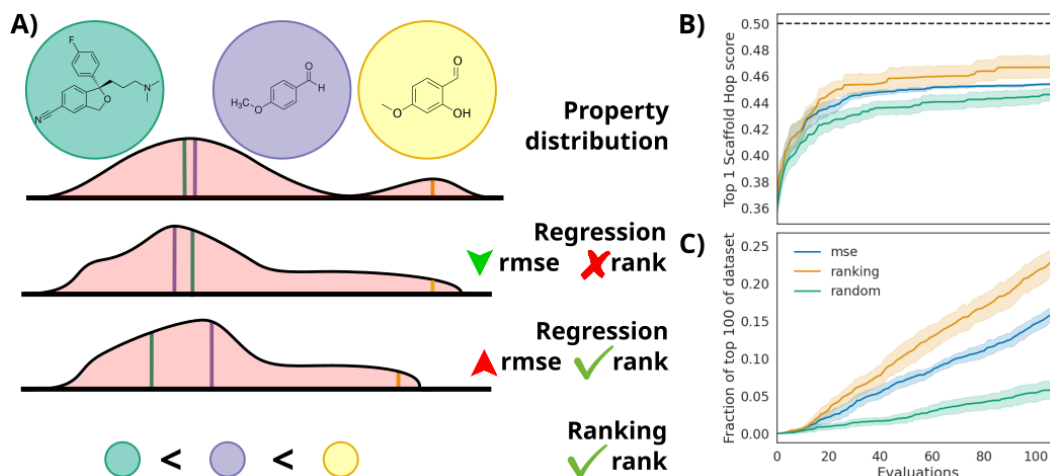 A)
F
N
O
N
O
H
H₃C
O
O
O
OH
Property
distribution
Regression
rmse ✘rank
Regression
rmse ✓rank
Ranking
✓rank
< <
B)
Top 1 Scaffold Hop score
0.50
0.48
0.46
0.44
0.42
0.40
0.38
0.36
C)
Fraction of top 100 of dataset
0.25
0.20
0.15
0.10
0.05
0.00
mse
ranking
random
0 20 40 60 80 100
Evaluations